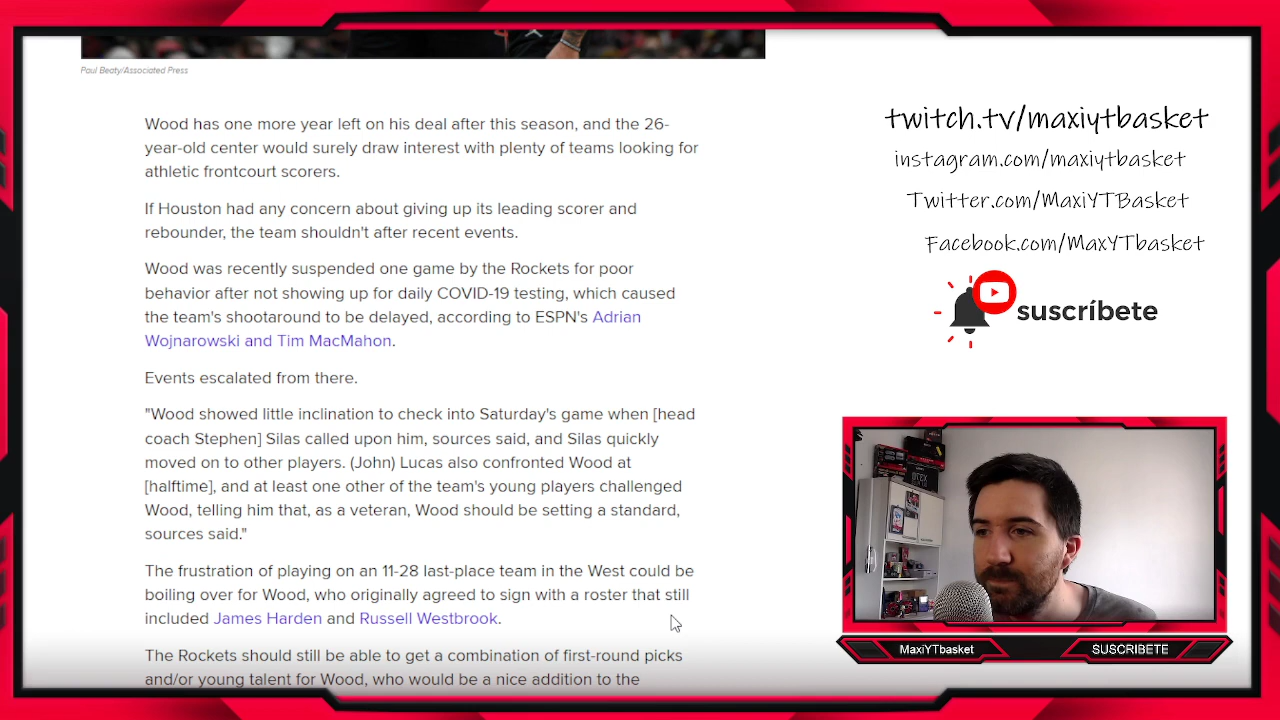 Paul Beaty/Associated Press
Wood has one more year left on his deal after this season, and the 26-
year-old center would surely draw interest with plenty of teams looking for
athletic frontcourt scorers.
If Houston had any concern about giving up its leading scorer and
rebounder, the team shouldn't after recent events.
Wood was recently suspended one game by the Rockets for poor
behavior after not showing up for daily COVID-19 testing, which caused
the team's shootaround to be delayed, according to ESPN's Adrian
Wojnarowski and Tim MacMahon.
Events escalated from there.
"Wood showed little inclination to check into Saturday's game when [head
coach Stephen] Silas called upon him, sources said, and Silas quickly
moved on to other players. (John) Lucas also confronted Wood at
[halftime], and at least one other of the team's young players challenged
Wood, telling him that, as a veteran, Wood should be setting a standard,
sources said."
The frustration of playing on an 11-28 last-place team in the West could be
boiling over for Wood, who originally agreed to sign with a roster that still
included James Harden and Russell Westbrook.
The Rockets should still be able to get a combination of first-round picks
and/or young talent for Wood, who would be a nice addition to the
twitch.tv/maxiytbasket
instagram.com/maxiytbasket
Twitter.com/MaxiYTBasket
Facebook.com/MaxYTbasket
suscríbete
MaxiYTbasket
SUSCRIBETE